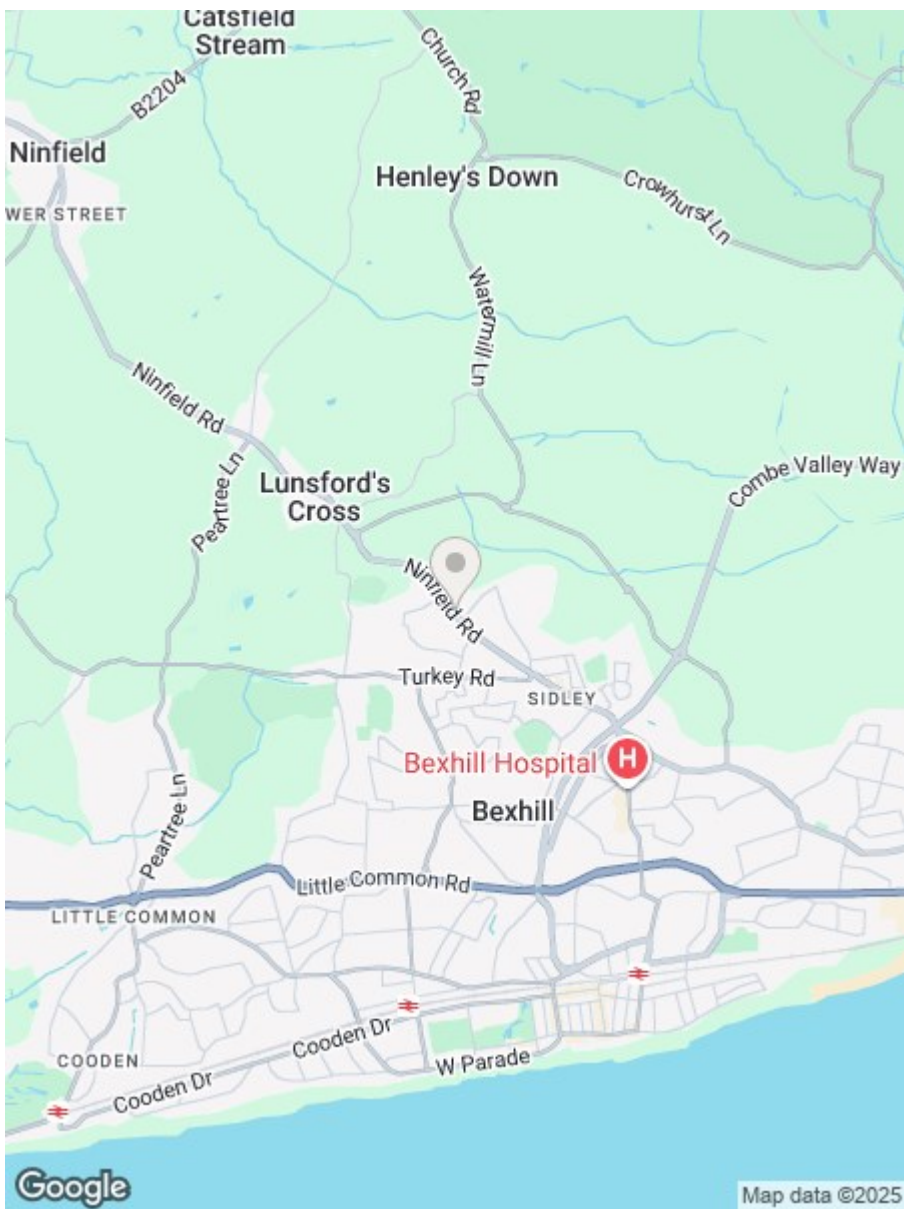 Catsfield
Stream
Church Rd
B2204
Ninfield
Henley's Down
Crowhurst Ln
WER STREET
Watermill Ln
Ninfield Rd
Combe Valley Way
Lunsford's
Cross
Peartree Ln
Ninfield Rd
Turkey Rd
SIDLEY
Bexhill Hospital
H
Bexhill
Peartree Ln
Little Common Rd
LITTLE COMMON
Cooden Dr
COODEN
W Parade
Cooden Dr
Google
Map data ©2025